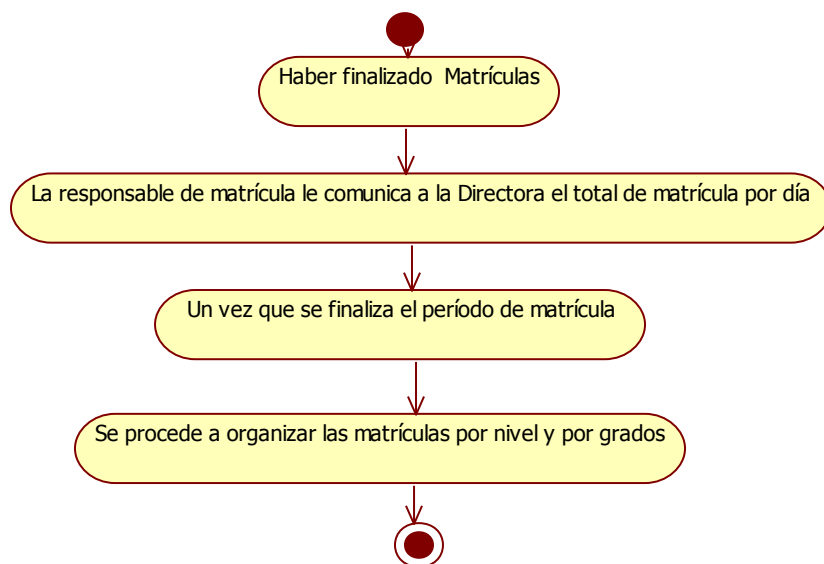 Haber finalizado  Matrículas
La responsable de matrícula le comunica a la Directora el total de matrícula por día
Un vez que se finaliza el período de matrícula
Se procede a organizar las matrículas por nivel y por grados